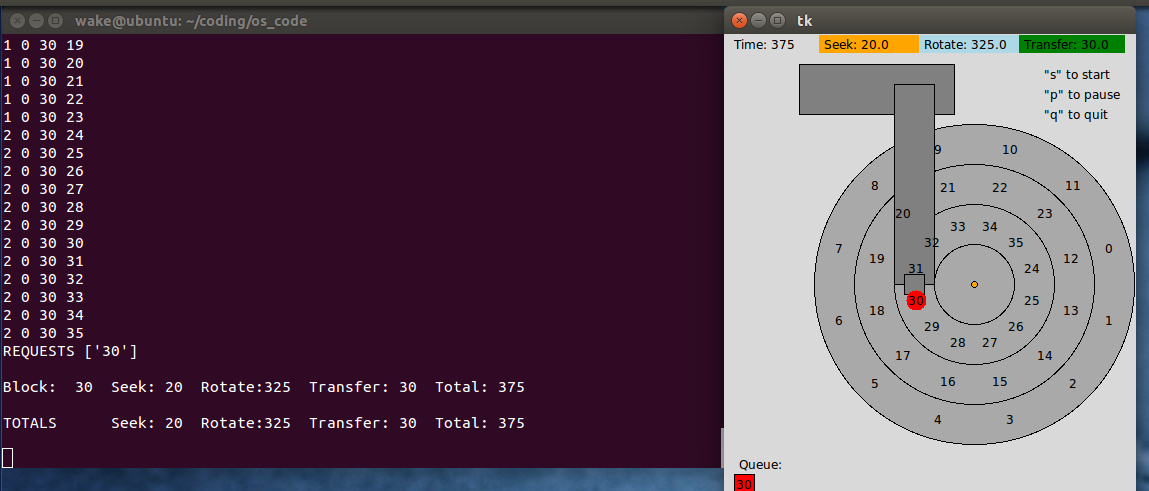 wake@ubuntu: ~/coding/os_code
1 0 30 19
1 0 30 20
1 0 30 21
1 0 30 22
1 0 30 23
2 0 30 24
2 0 30 25
2 0 30 26
2 0 30 27
2 0 30 28
2 0 30 29
2 0 30 30
2 0 30 31
2 0 30 32
2 0 30 33
2 0 30 34
2 0 30 35
REQUESTS ['30']
Block:  30  Seek: 20  Rotate:325  Transfer: 30  Total: 375
TOTALS      Seek: 20  Rotate:325  Transfer: 30  Total: 375
tk
Time: 375 Seek: 20.0 Rotate: 325.0 Transfer: 30.0
"s" to start
"p" to pause
"q" to quit
9 10
8 21 22 11
20 23
33 34
7 32 35 0
19 31 24 12
30 25
6 18 13 1
29 26
28 27
17 14
5 16 15 2
4 3
Queue:
30